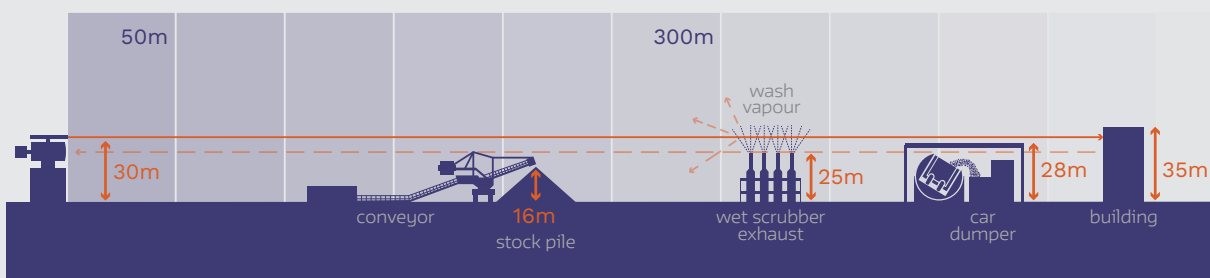 50m
300m
wash
vapour
30m
16m
25m
28m
35m
conveyor
stock pile
wet scrubber
exhaust
car
dumper
building